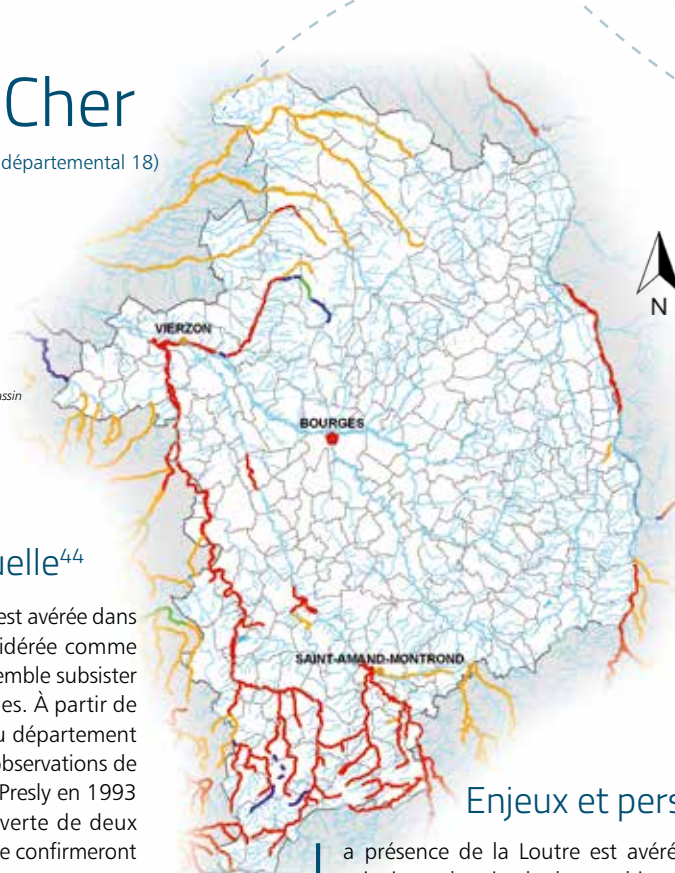 Cher
départemental 18)
N
VIERZON
assin
BOURGES
uelle44
est avérée dans
idérée comme
emble subsister
es. À partir de
u département
observations de
Presly en 1993
verte de deux
e confirmeront
SAINT-AMAND-MONTROND
Enjeux et pers
a présence de la Loutre est avéré